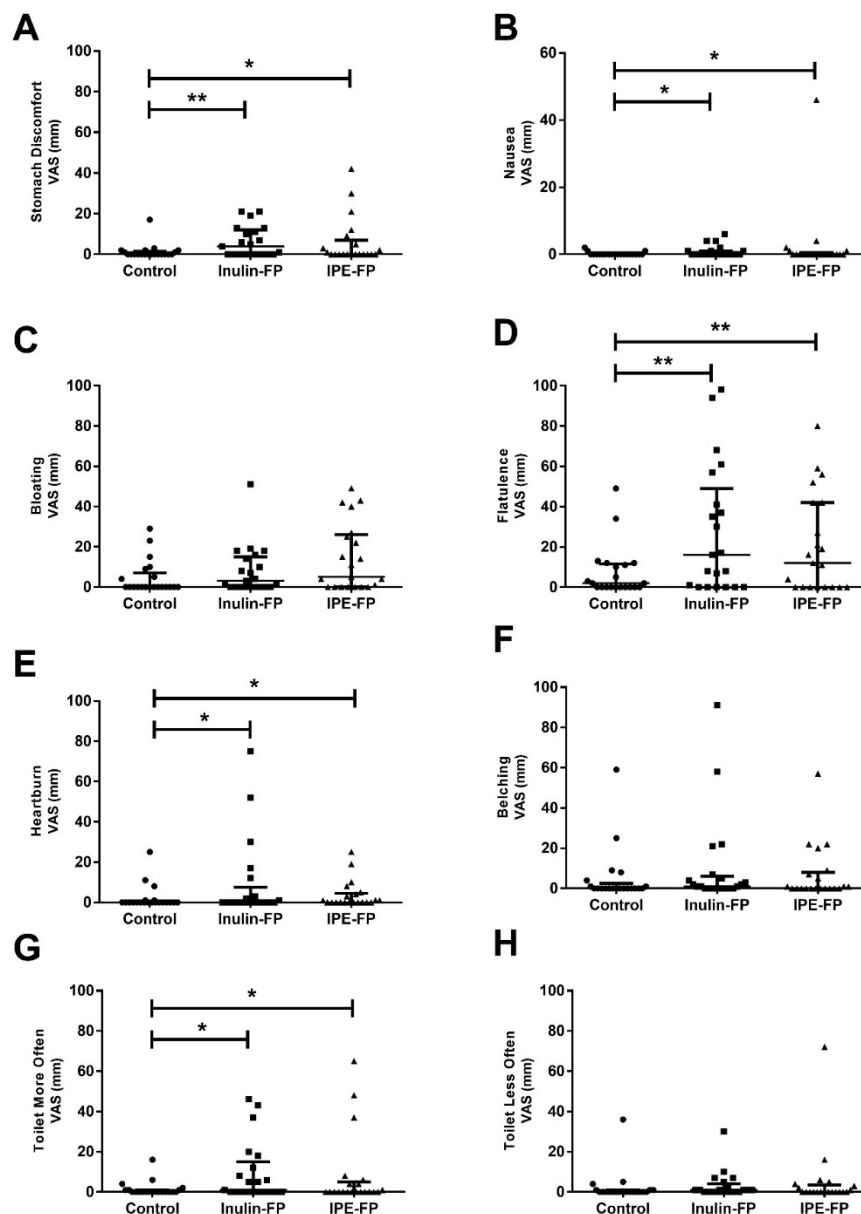 A
Stomach Discomfort
VAS (mm)
100
80
60
40
20
0
*
**
Control Inulin-FP IPE-FP
B
Nausea
VAS (mm)
60
40
20
0
*
*
Control Inulin-FP IPE-FP
C
Bloating
VAS (mm)
100
80
60
40
20
0
Control Inulin-FP IPE-FP
D
Flatulence
VAS (mm)
100
80
60
40
20
0
**
**
Control Inulin-FP IPE-FP
E
Heartburn
VAS (mm)
100
80
60
40
20
0
*
*
Control Inulin-FP IPE-FP
F
Belching
VAS (mm)
100
80
60
40
20
0
Control Inulin-FP IPE-FP
G
Toilet More Often
VAS (mm)
100
80
60
40
20
0
*
*
Control Inulin-FP IPE-FP
H
Toilet Less Often
VAS (mm)
100
80
60
40
20
0
Control Inulin-FP IPE-FP